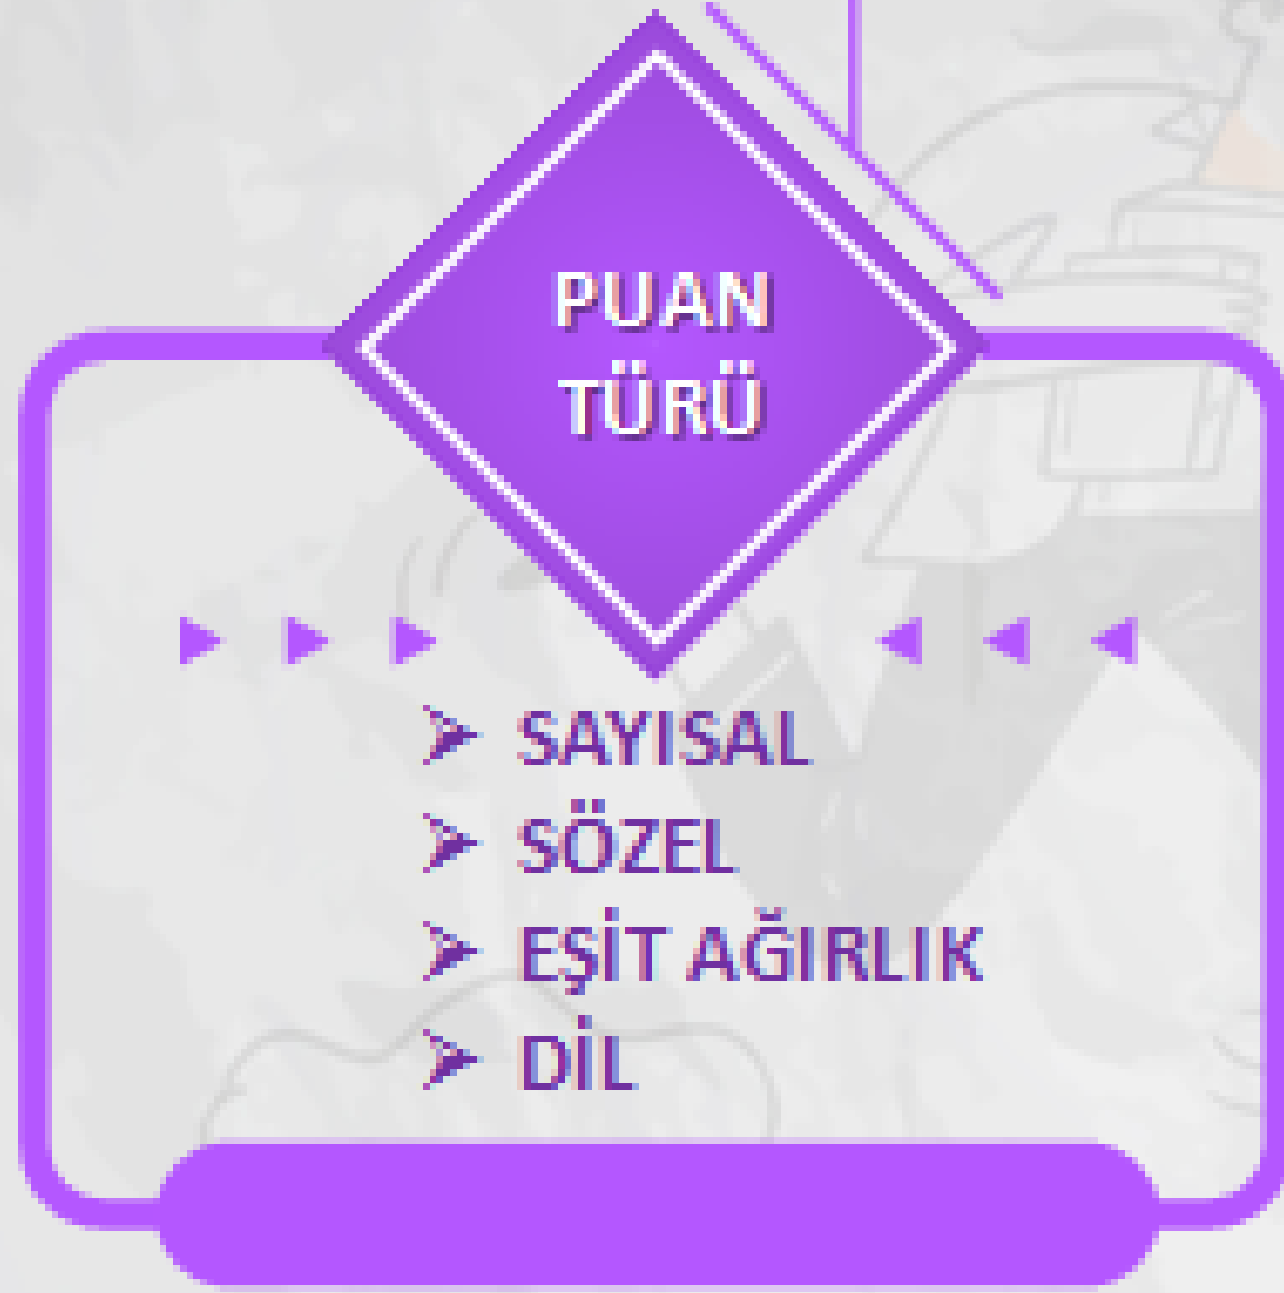 PUAN
TÜRÜ
➤ SAYISAL
➤ SÖZEL
➤ EŞİT AĞIRLIK
➤ DİL